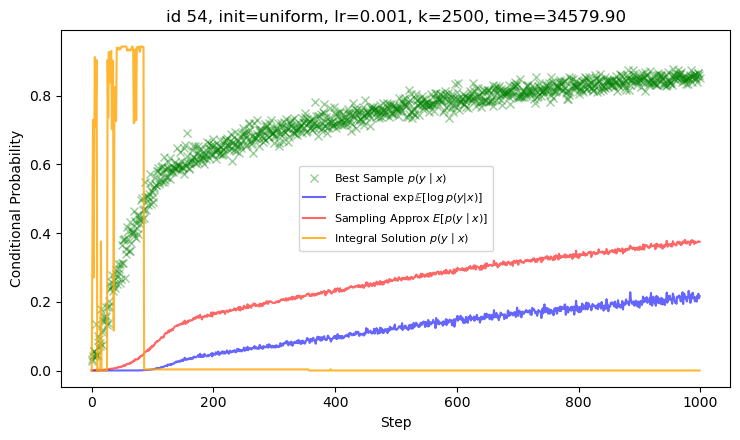 id 54, init=uniform, lr=0.001, k=2500, time=34579.90
Conditional Probability
0.8
0.6
0.4
0.2
0.0
Best Sample p(y | x)
Fractional exp𝔼[log p(y|x)]
Sampling Approx E[p(y | x)]
Integral Solution p(y | x)
0 200 400 600 800 1000
Step